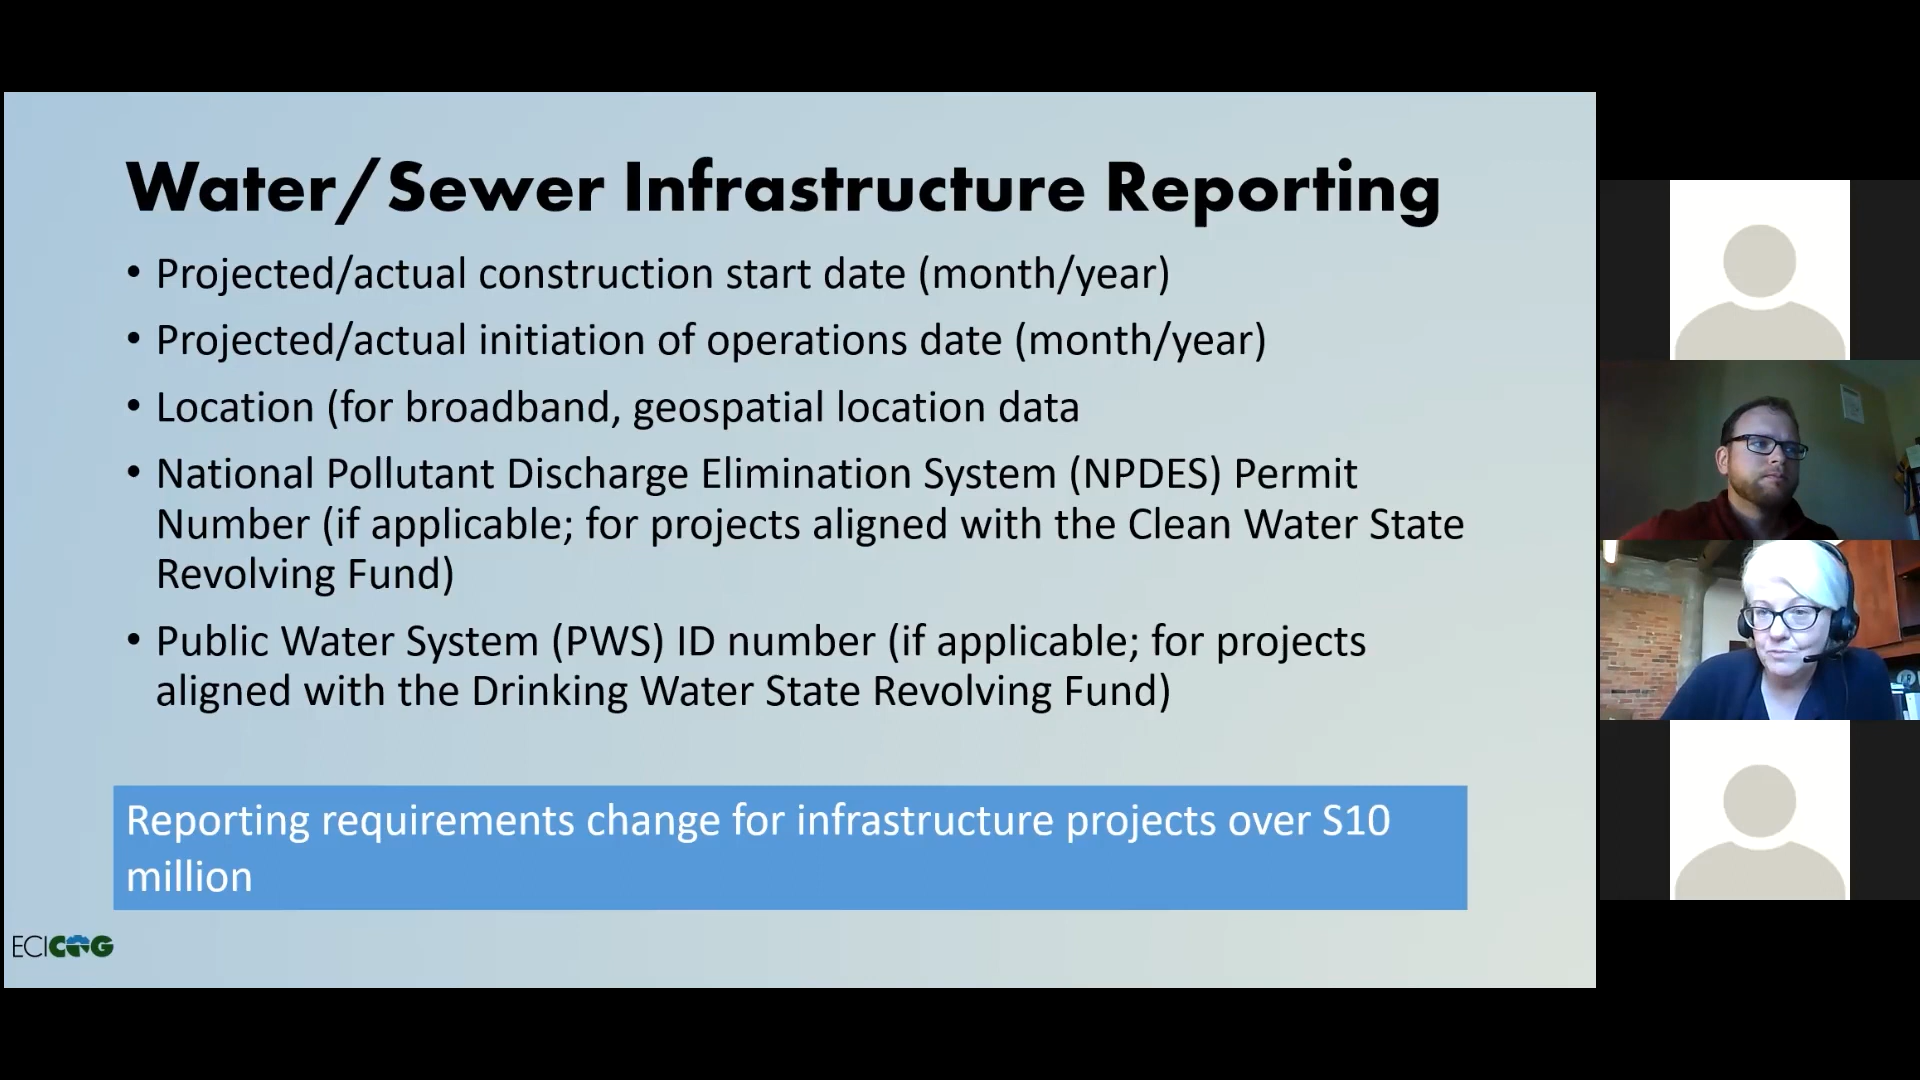 Water/Sewer Infrastructure Reporting
• Projected/actual construction start date (month/year)
• Projected/actual initiation of operations date (month/year)
• Location (for broadband, geospatial location data
• National Pollutant Discharge Elimination System (NPDES) Permit
Number (if applicable; for projects aligned with the Clean Water State
Revolving Fund)
• Public Water System (PWS) ID number (if applicable; for projects
aligned with the Drinking Water State Revolving Fund)
Reporting requirements change for infrastructure projects over S10
million
ECICOG